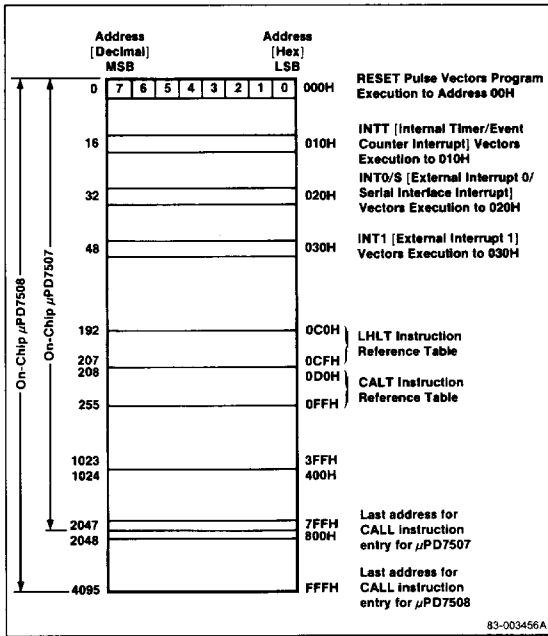 Address
[Decimal]
MSB
Address
[Hex]
LSB
0
7 6 5 4 3 2 1 0
000H
RESET Pulse Vectors Program
Execution to Address 00H
16
010H
INTT [Internal Timer/Event
Counter Interrupt] Vectors
Execution to 010H
32
020H
INT0/S [External Interrupt 0/
Serial Interface Interrupt]
Vectors Execution to 020H
48
030H
INT1 [External Interrupt 1]
Vectors Execution to 030H
On-Chip µPD7508
On-Chip µPD7507
192
0C0H
LHLT Instruction
Reference Table
207
0CFH
208
0D0H
CALT Instruction
Reference Table
255
0FFH
1023
3FFH
1024
400H
2047
7FFH
2048
800H
Last address for
CALL instruction
entry for µPD7507
4095
FFFH
Last address for
CALL instruction
entry for µPD7508
83-003456A